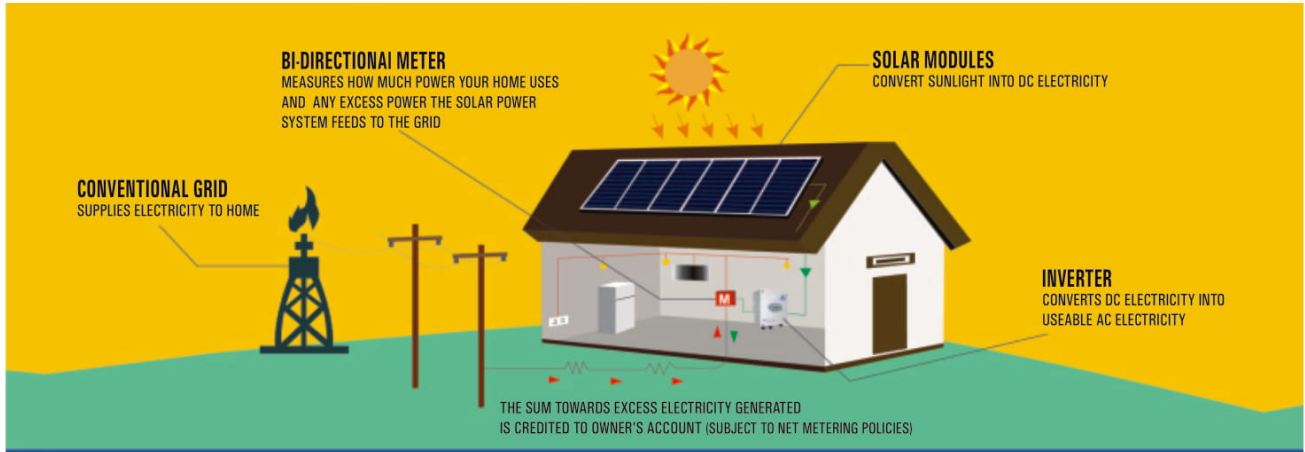 BI-DIRECTIONAl METER
MEASURES HOW MUCH POWER YOUR HOME USES
AND ANY EXCESS POWER THE SOLAR POWER
SYSTEM FEEDS TO THE GRID
SOLAR MODULES
CONVERT SUNLIGHT INTO DC ELECTRICITY
CONVENTIONAL GRID
SUPPLIES ELECTRICITY TO HOME
M
INVERTER
CONVERTS DC ELECTRICITY INTO
USEABLE AC ELECTRICITY
THE SUM TOWARDS EXCESS ELECTRICITY GENERATED
IS CREDITED TO OWNER'S ACCOUNT (SUBJECT TO NET METERING POLICIES)